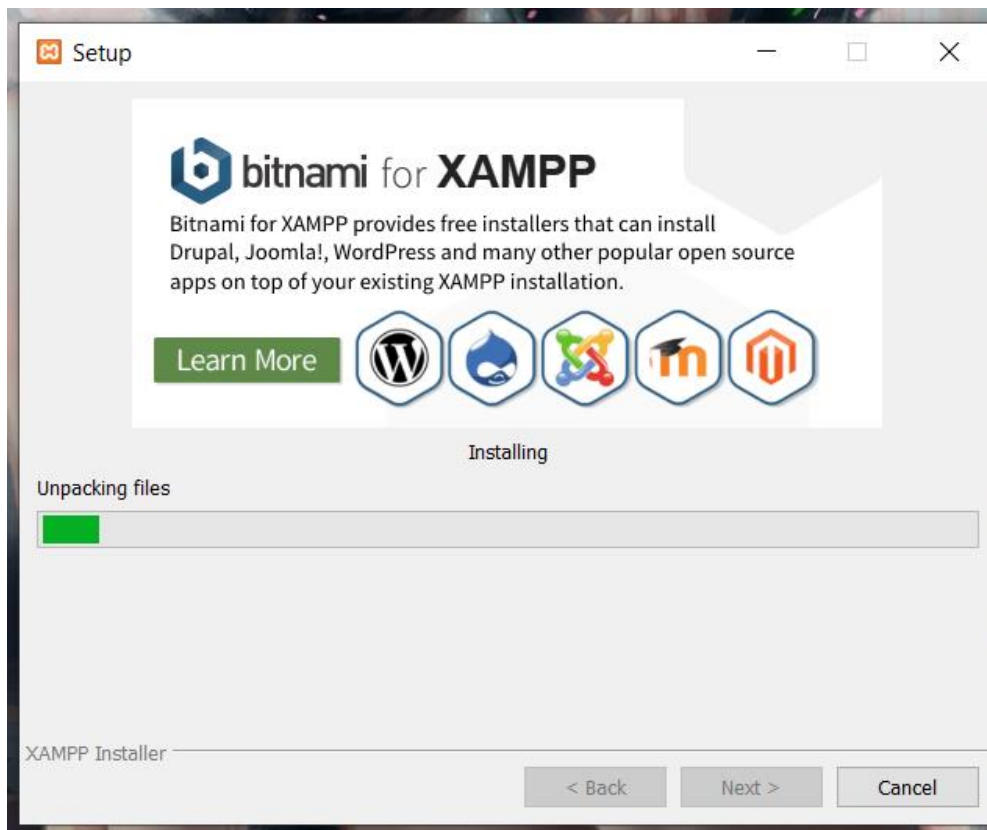 Setup
bitnami for XAMPP
Bitnami for XAMPP provides free installers that can install
Drupal, Joomla!, WordPress and many other popular open source
apps on top of your existing XAMPP installation.
Learn More
Installing
Unpacking files
XAMPP Installer
< Back Next > Cancel